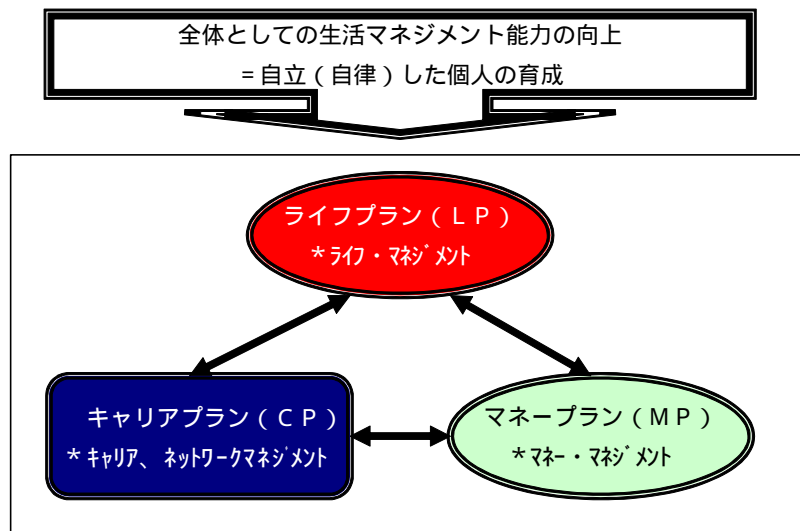 全体としての生活マネジメント能力の向上
=自立(自律)した個人の育成
ライフプラン(LP)
*ﾗｲﾌ・ﾏﾈｼﾞﾒﾝﾄ
キャリアプラン(CP)
*ｷｬﾘｱ、ﾈｯﾄﾜｰｸﾏﾈｼﾞﾒﾝﾄ
マネープラン(MP)
*ﾏﾈｰ・ﾏﾈｼﾞﾒﾝﾄ